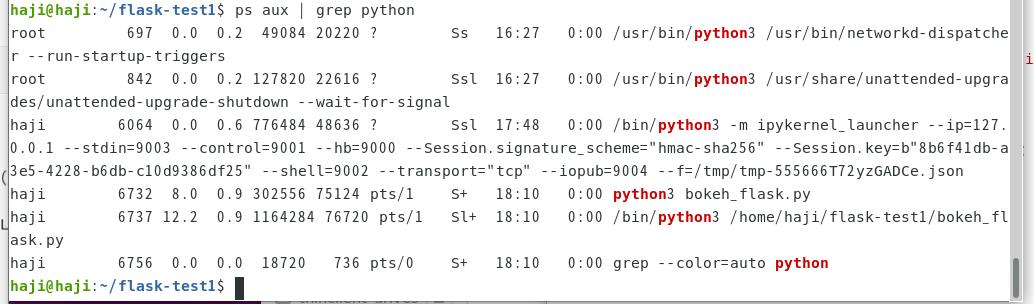 haji@haji:~/flask-test1$ ps aux | grep python
root       697  0.0  0.2  49084 20220 ?        Ss   16:27   0:00 /usr/bin/python3 /usr/bin/networkd-dispatche
r --run-startup-triggers
root       842  0.0  0.2 127820 22616 ?        Ssl  16:27   0:00 /usr/bin/python3 /usr/share/unattended-upgra
des/unattended-upgrade-shutdown --wait-for-signal
haji      6064  0.0  0.6 776484 48636 ?        Ssl  17:48   0:00 /bin/python3 -m ipykernel_launcher --ip=127.
0.0.1 --stdin=9003 --control=9001 --hb=9000 --Session.signature_scheme="hmac-sha256" --Session.key=b"8b6f41db-a
3e5-4228-b6db-c10d9386df25" --shell=9002 --transport="tcp" --iopub=9004 --f=/tmp/tmp-555666T72yzGADCe.json
haji      6732  8.0  0.9 302556 75124 pts/1    S+   18:10   0:00 python3 bokeh_flask.py
haji      6737 12.2  0.9 1164284 76720 pts/1   Sl+  18:10   0:00 /bin/python3 /home/haji/flask-test1/bokeh_fl
ask.py
haji      6756  0.0  0.0  18720   736 pts/0    S+   18:10   0:00 grep --color=auto python
haji@haji:~/flask-test1$